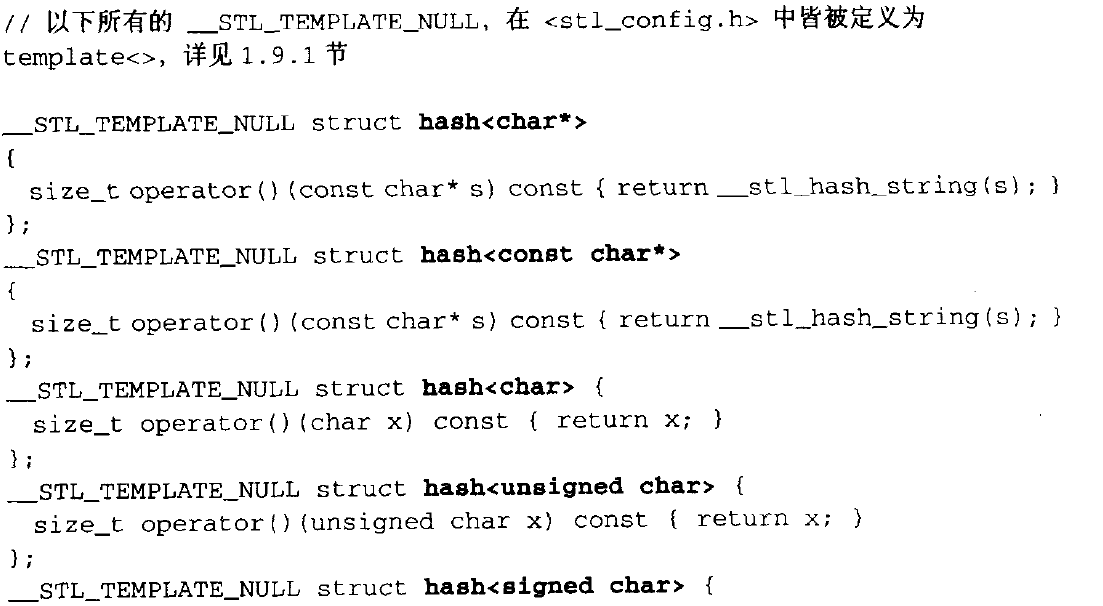 // 以下所有的 __STL_TEMPLATE_NULL, 在 <stl_config.h> 中皆被定义为
template<>, 详见 1.9.1 节
__STL_TEMPLATE_NULL struct hash<char*>
{
  size_t operator()(const char* s) const { return __stl_hash_string(s); }
};
__STL_TEMPLATE_NULL struct hash<const char*>
{
  size_t operator()(const char* s) const { return __stl_hash_string(s); }
};
__STL_TEMPLATE_NULL struct hash<char> {
  size_t operator()(char x) const { return x; }
};
__STL_TEMPLATE_NULL struct hash<unsigned char> {
  size_t operator()(unsigned char x) const { return x; }
};
__STL_TEMPLATE_NULL struct hash<signed char> {